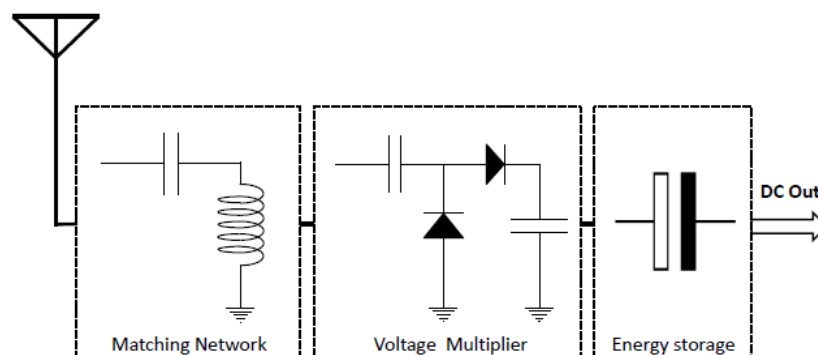 DC Out
Matching Network
Voltage Multiplier
Energy storage